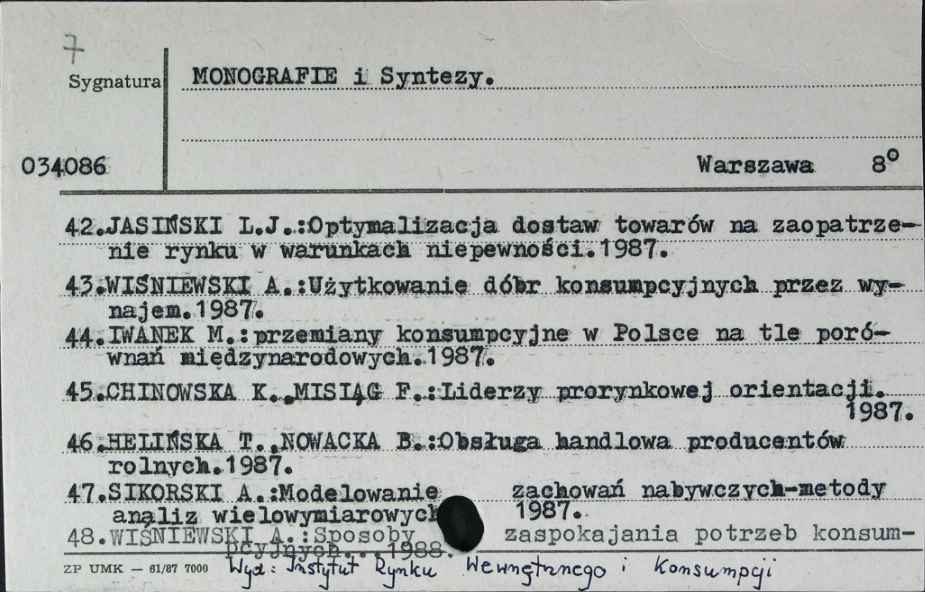 7
Sygnatura MONOGRAFIE i Syntezy.
034086 Warszawa 8°
42.JASIŃSKI L.J.:Optymalizacja dostaw towarów na zaopatrze-
nie rynku w warunkach niepewności.1987.
43.WIŚNIEWSKI A.:Użytkowanie dóbr konsumpcyjnych przez wy-
najem.1987.
44.IWANEK M.:przemiany konsumpcyjne w Polsce na tle poró-
wnań międzynarodowych.1987.
45.CHINOWSKA K.,MISIĄG F.:Liderzy prorynkowej orientacji.
1987.
46.HELIŃSKA T.,NOWACKA B.:Obsługa handlowa producentów
rolnych.1987.
47.SIKORSKI A.:Modelowanie zachowań nabywczych-metody
analiz wielowymiarowych 1987.
48.WIŚNIEWSKI A.:Sposoby zaspokajania potrzeb konsum-
pcyjnych...1988.
ZP UMK — 61/87 7000 Wyd: Instytut Rynku Wewnętrznego i Konsumpcji